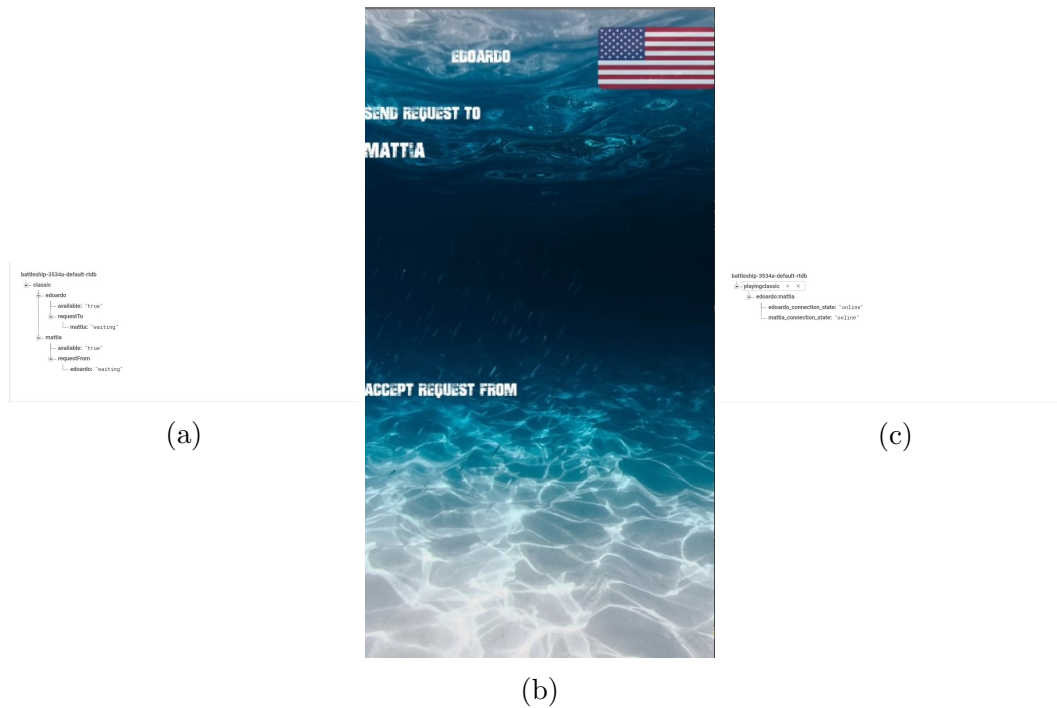 battleship-3534a-default-rtdb
classic
edoardo
available: "true"
requestTo
mattia: "waiting"
mattia
available: "true"
requestFrom
edoardo: "waiting"
(a)
EDOARDO
SEND REQUEST TO
MATTIA
ACCEPT REQUEST FROM
(b)
battleship-3534a-default-rtdb
playingclassic + ×
edoardo:mattia
edoardo_connection_state: "online"
mattia_connection_state: "online"
(c)